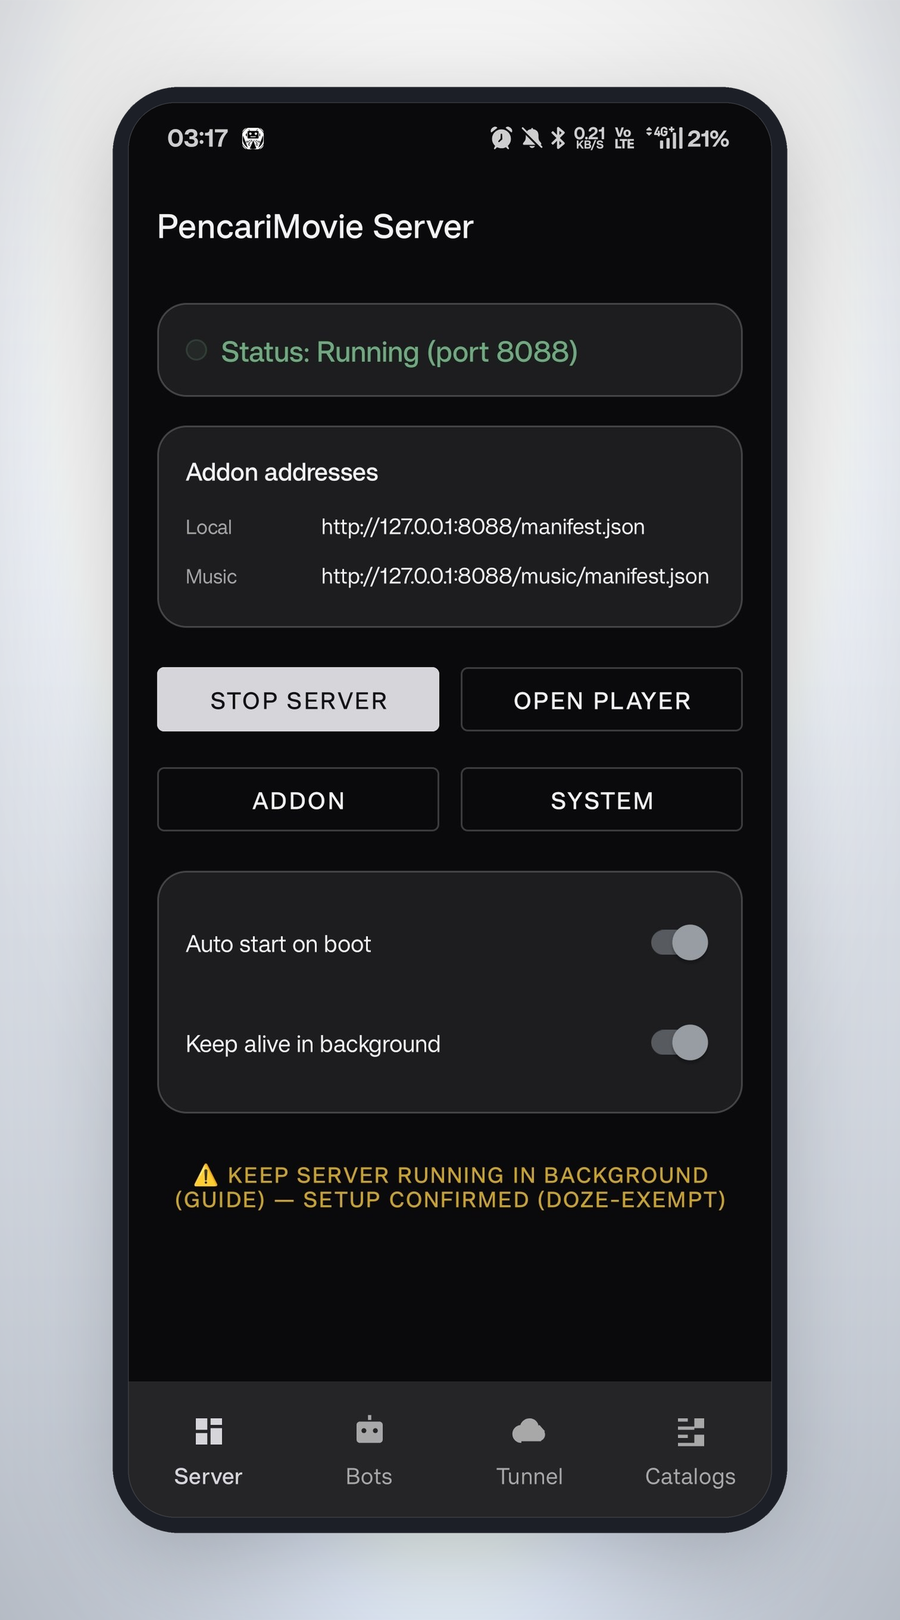 03:17
0.21 KB/S Vo LTE 4G+ 21%
PencariMovie Server
Status: Running (port 8088)
Addon addresses
Local http://127.0.0.1:8088/manifest.json
Music http://127.0.0.1:8088/music/manifest.json
STOP SERVER OPEN PLAYER
ADDON SYSTEM
Auto start on boot
Keep alive in background
⚠️ KEEP SERVER RUNNING IN BACKGROUND
(GUIDE) — SETUP CONFIRMED (DOZE-EXEMPT)
Server Bots Tunnel Catalogs